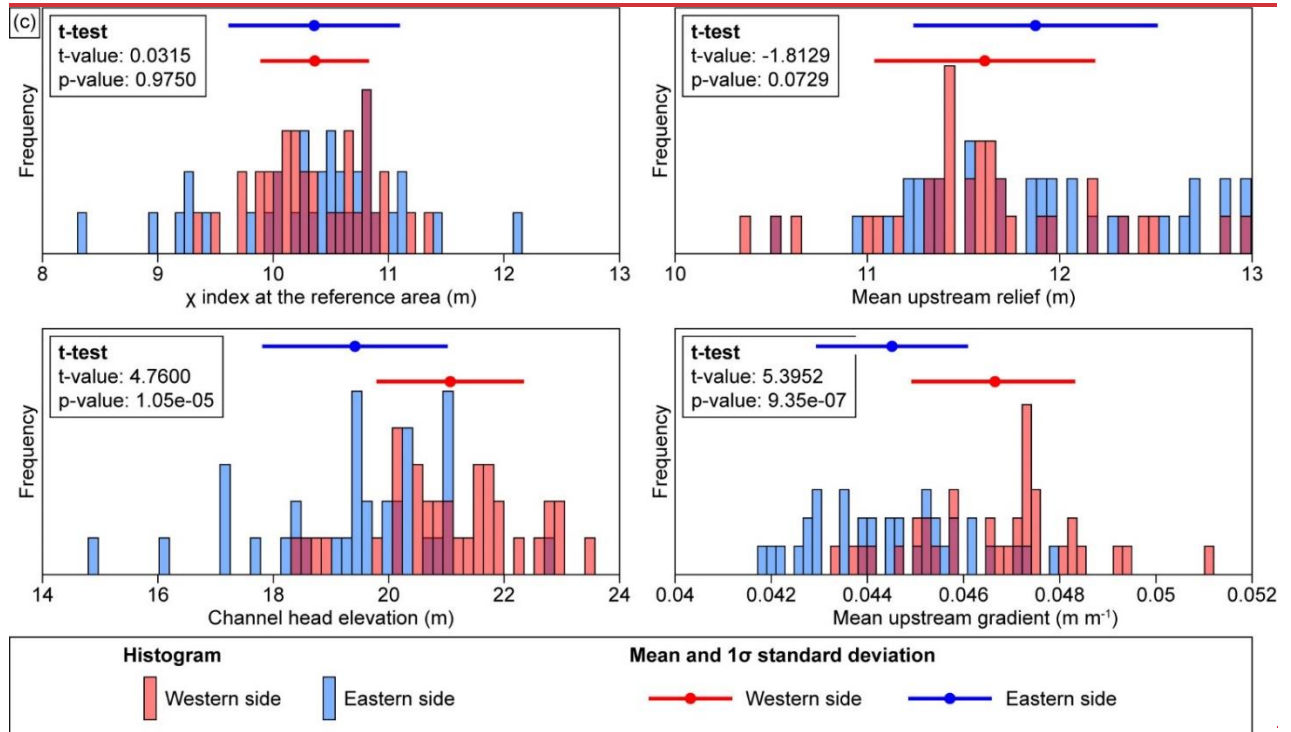 (c)
t-test
t-value: 0.0315
p-value: 0.9750
Frequency
8 9 10 11 12 13
χ index at the reference area (m)
t-test
t-value: -1.8129
p-value: 0.0729
Frequency
10 11 12 13
Mean upstream relief (m)
t-test
t-value: 4.7600
p-value: 1.05e-05
Frequency
14 16 18 20 22 24
Channel head elevation (m)
t-test
t-value: 5.3952
p-value: 9.35e-07
Frequency
0.04 0.042 0.044 0.046 0.048 0.05 0.052
Mean upstream gradient (m m⁻¹)
Histogram
Western side Eastern side
Mean and 1σ standard deviation
Western side Eastern side